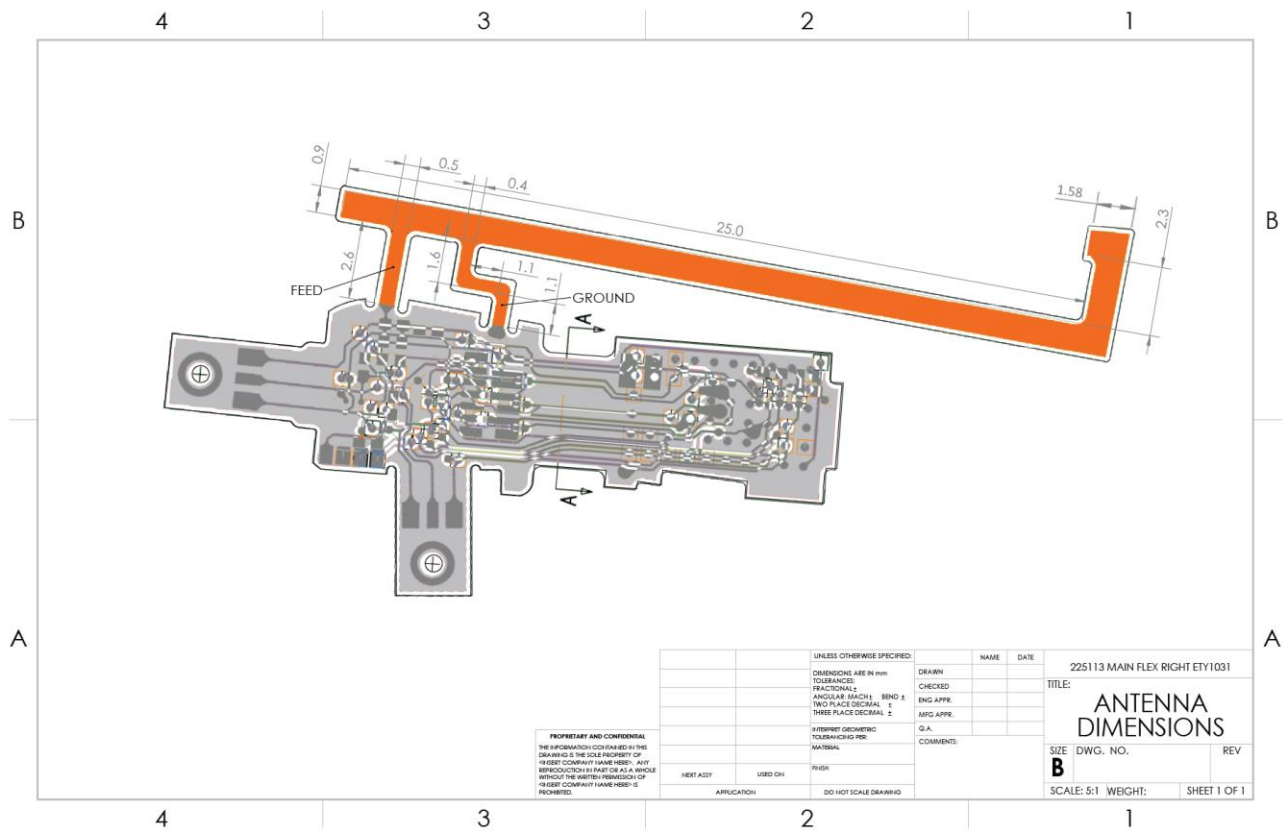 4 3 2 1
B B
A A
0.9
0.5
0.4
25.0
1.58
2.3
2.6
1.6
1.1
1.1
FEED
GROUND
A
A
UNLESS OTHERWISE SPECIFIED:
DIMENSIONS ARE IN mm
TOLERANCES:
FRACTIONAL ±
ANGULAR: MACH ± BEND ±
TWO PLACE DECIMAL ±
THREE PLACE DECIMAL ±
INTERPRET GEOMETRIC
TOLERANCING PER:
MATERIAL
FINISH
DO NOT SCALE DRAWING
NAME DATE
DRAWN
CHECKED
ENG APPR.
MFG APPR.
Q.A.
COMMENTS:
225113 MAIN FLEX RIGHT ETY1031
TITLE:
ANTENNA
DIMENSIONS
SIZE DWG. NO. REV
B
SCALE: 5:1 WEIGHT: SHEET 1 OF 1
PROPRIETARY AND CONFIDENTIAL
THE INFORMATION CONTAINED IN THIS
DRAWING IS THE SOLE PROPERTY OF
<INSERT COMPANY NAME HERE>. ANY
REPRODUCTION IN PART OR AS A WHOLE
WITHOUT THE WRITTEN PERMISSION OF
<INSERT COMPANY NAME HERE> IS
PROHIBITED.
NEXT ASSY USED ON
APPLICATION
4 3 2 1